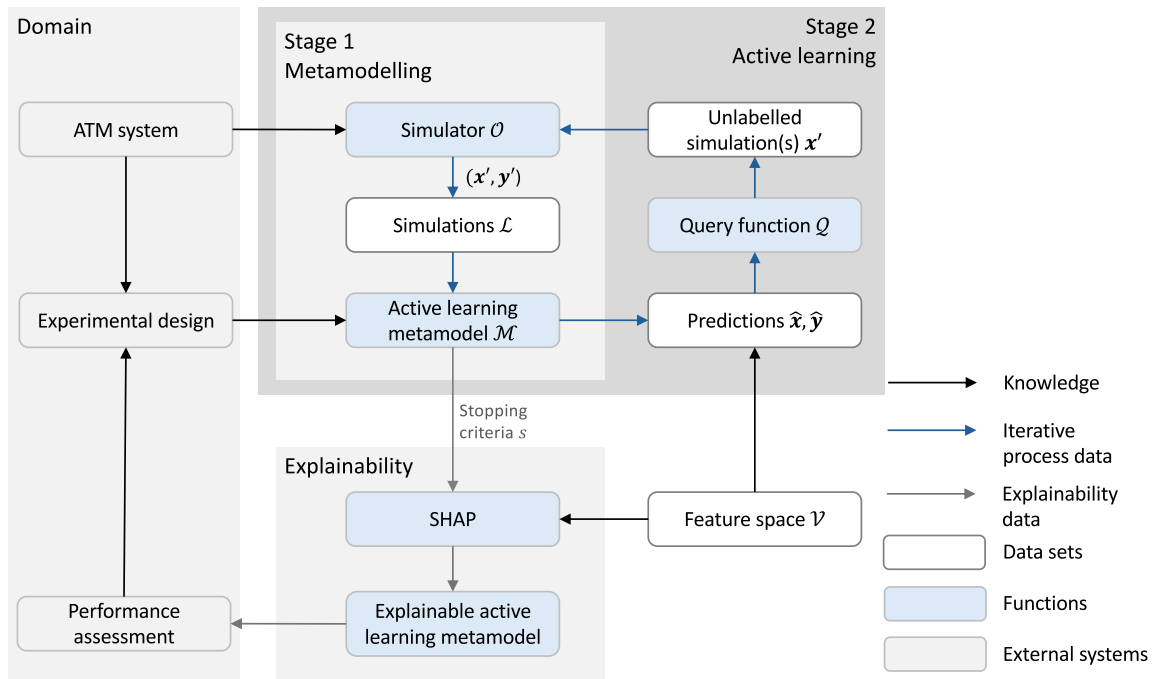 Domain
Stage 1
Metamodelling
Stage 2
Active learning
ATM system
Simulator 𝒪
Unlabelled
simulation(s) 𝒙′
(𝒙′, 𝒚′)
Simulations ℒ
Query function 𝒬
Experimental design
Active learning
metamodel ℳ
Predictions 𝒙̂, 𝒚̂
Stopping
criteria 𝑠
Explainability
SHAP
Feature space 𝒱
Performance
assessment
Explainable active
learning metamodel
Knowledge
Iterative
process data
Explainability
data
Data sets
Functions
External systems